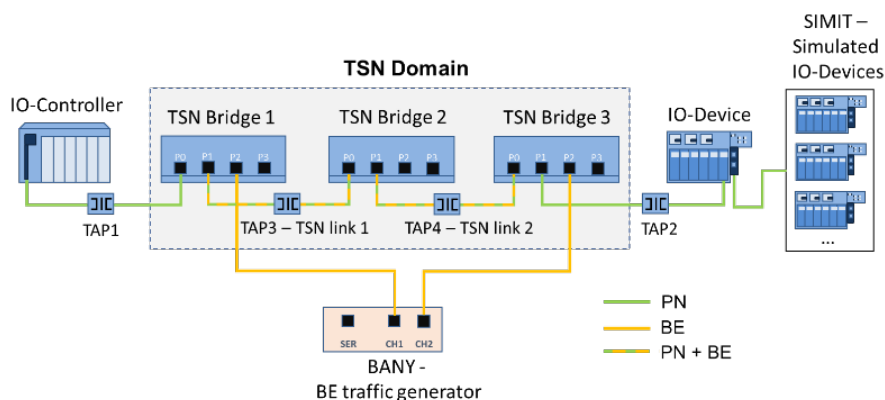 SIMIT –
Simulated
IO-Devices
TSN Domain
IO-Controller
TSN Bridge 1
TSN Bridge 2
TSN Bridge 3
IO-Device
P0 P1 P2 P3
P0 P1 P2 P3
P0 P1 P2 P3
TAP1
TAP3 – TSN link 1
TAP4 – TSN link 2
TAP2
...
SER CH1 CH2
BANY -
BE traffic generator
PN
BE
PN + BE